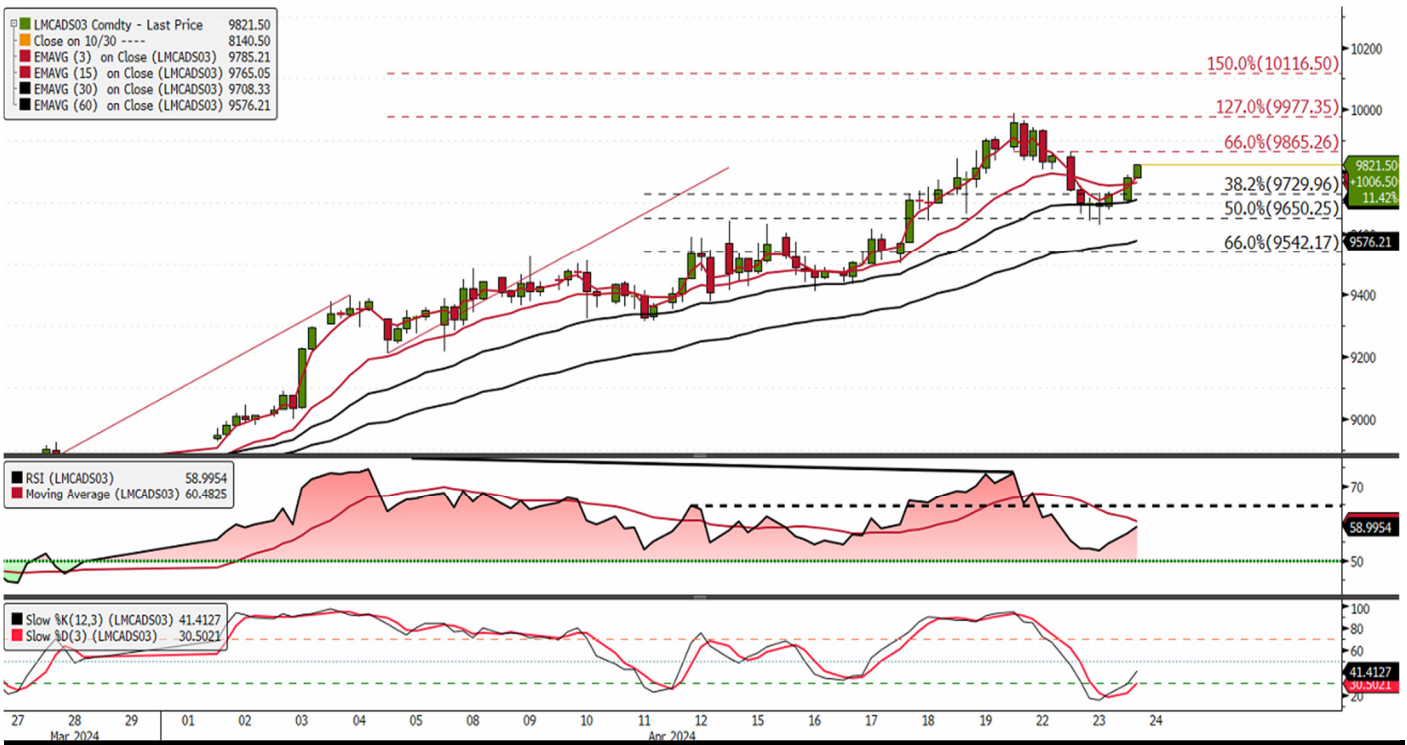 LMCADS03 Comdty - Last Price 9821.50
Close on 10/30 ---- 8140.50
EMAVG (3) on Close (LMCADS03) 9785.21
EMAVG (15) on Close (LMCADS03) 9765.05
EMAVG (30) on Close (LMCADS03) 9708.33
EMAVG (60) on Close (LMCADS03) 9576.21
10200
150.0%(10116.50)
127.0%(9977.35)
10000
66.0%(9865.26)
9821.50
+1006.50
11.42%
38.2%(9729.96)
50.0%(9650.25)
9576.21
66.0%(9542.17)
9400
9200
9000
RSI (LMCADS03) 58.9954
Moving Average (LMCADS03) 60.4825
70
58.9954
50
Slow %K(12,3) (LMCADS03) 41.4127
Slow %D(3) (LMCADS03) 30.5021
100
80
60
41.4127
30.5021
20
27 28 29 01 02 03 04 05 08 09 10 11 12 15 16 17 18 19 22 23 24
Mar 2024 Apr 2024